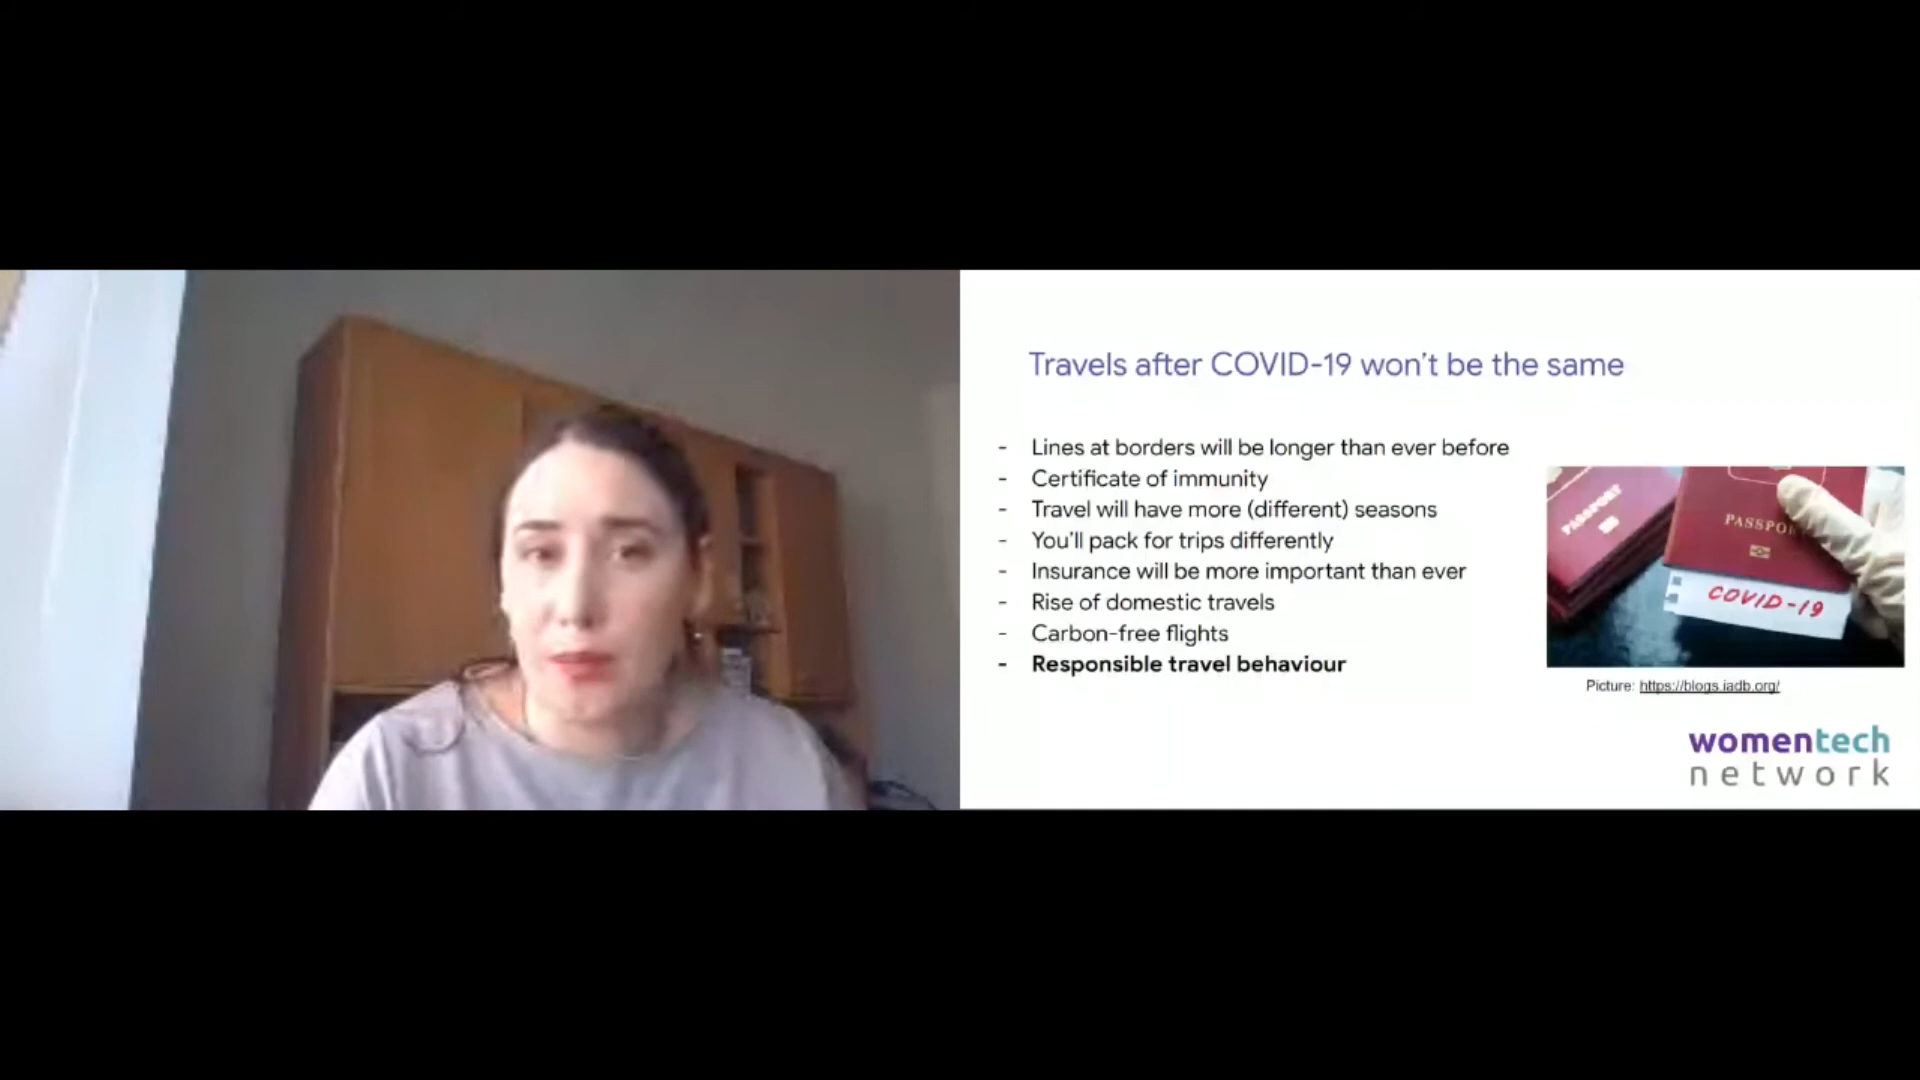 Travels after COVID-19 won't be the same
- Lines at borders will be longer than ever before
- Certificate of immunity
- Travel will have more (different) seasons
- You'll pack for trips differently
- Insurance will be more important than ever
- Rise of domestic travels
- Carbon-free flights
- Responsible travel behaviour
PASSPORT
PASSPO
COVID-19
Picture: https://blogs.iadb.org/
womentech
network